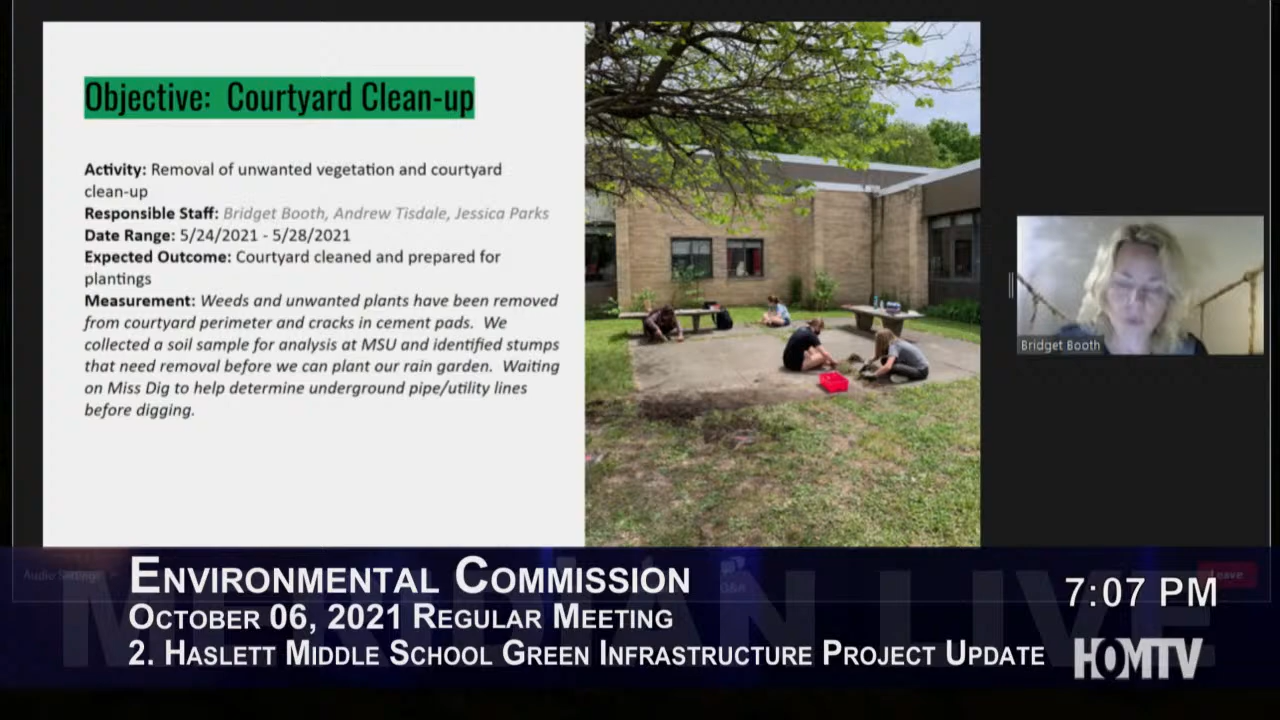 Objective: Courtyard Clean-up
Activity: Removal of unwanted vegetation and courtyard
clean-up
Responsible Staff: Bridget Booth, Andrew Tisdale, Jessica Parks
Date Range: 5/24/2021 - 5/28/2021
Expected Outcome: Courtyard cleaned and prepared for
plantings
Measurement: Weeds and unwanted plants have been removed
from courtyard perimeter and cracks in cement pads. We
collected a soil sample for analysis at MSU and identified stumps
that need removal before we can plant our rain garden. Waiting
on Miss Dig to help determine underground pipe/utility lines
before digging.
Bridget Booth
Audio Settings
Q&A
Leave
MERIDIAN LIVE
Environmental Commission
October 06, 2021 Regular Meeting
2. Haslett Middle School Green Infrastructure Project Update
7:07 PM
HOMTV